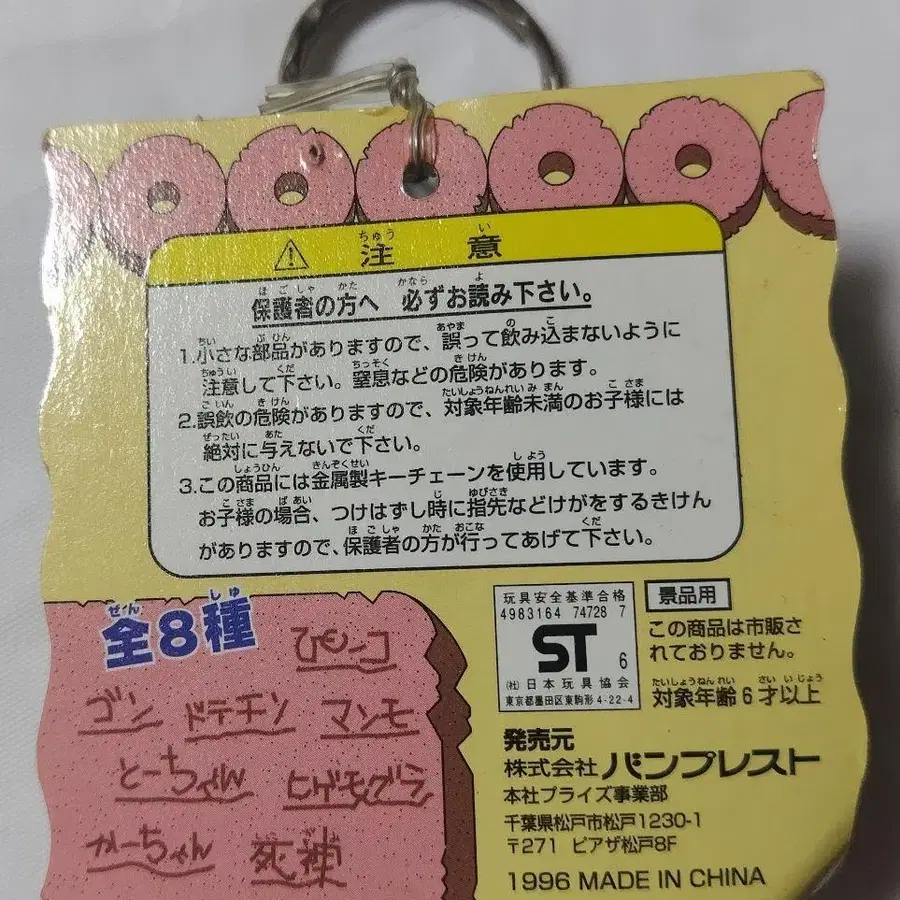 注意
保護者の方へ 必ずお読み下さい。
1.小さな部品がありますので、誤って飲み込まないように
注意して下さい。窒息などの危険があります。
2.誤飲の危険がありますので、対象年齢未満のお子様には
絶対に与えないで下さい。
3.この商品には金属製キーチェーンを使用しています。
お子様の場合、つけはずし時に指先などけがをするきけん
がありますので、保護者の方が行ってあげて下さい。
全8種
ぴーコ
ゴン ドテチン マンモ
とーちゃん ヒゲモグラ
かーちゃん 死神
玩具安全基準合格
4983164 74728 7
ST 6
(社)日本玩具協会
東京都墨田区東駒形4-22-4
景品用
この商品は市販さ
れておりません。
対象年齢6才以上
発売元
株式会社バンプレスト
本社プライズ事業部
千葉県松戸市松戸1230-1
〒271 ピアザ松戸8F
1996 MADE IN CHINA